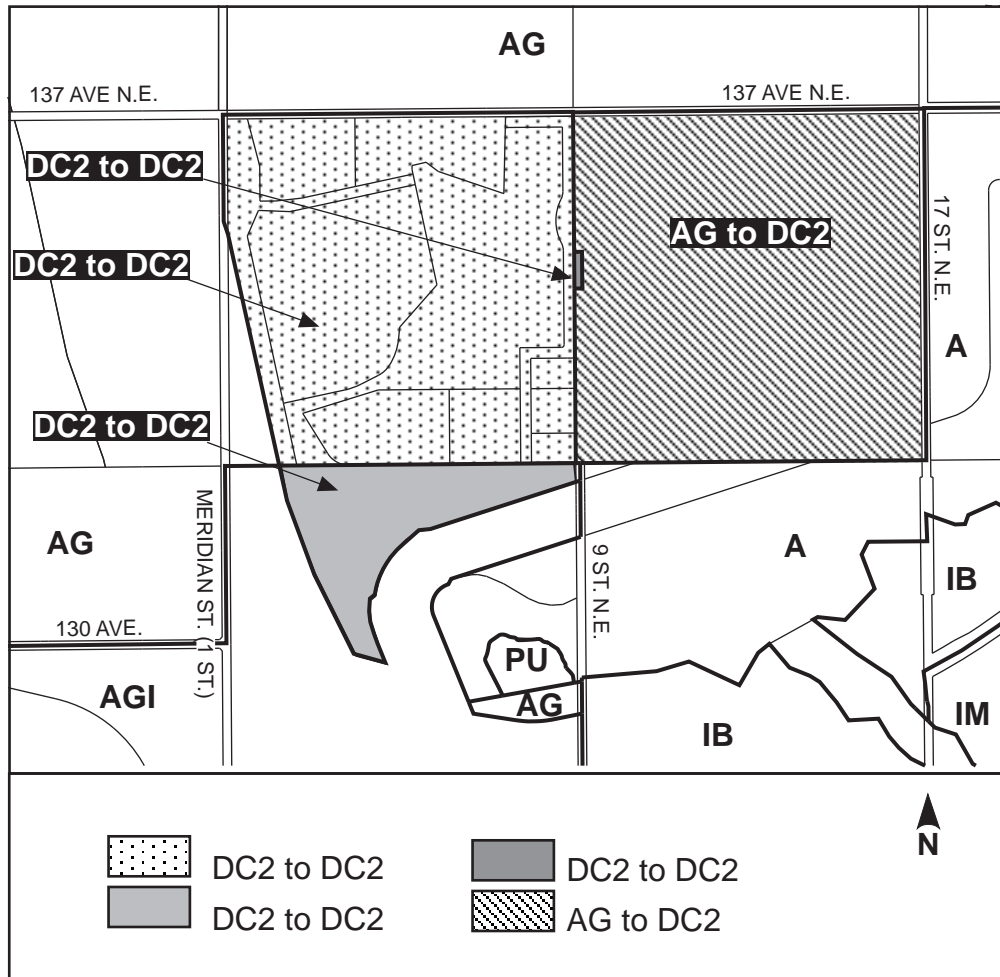 AG
137 AVE N.E.
137 AVE N.E.
DC2 to DC2
AG to DC2
17 ST. N.E.
DC2 to DC2
A
DC2 to DC2
MERIDIAN ST. (1 ST.)
AG
9 ST. N.E.
A
IB
130 AVE.
PU
AGI
AG
IB
IM
N
DC2 to DC2
DC2 to DC2
DC2 to DC2
AG to DC2